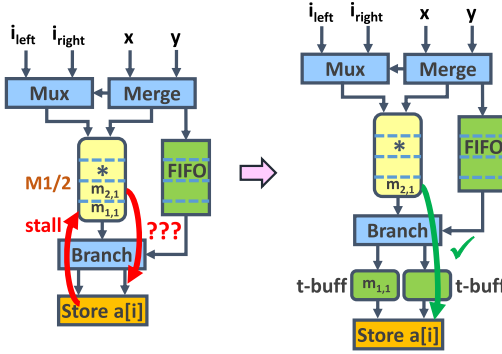 i_left i_right x y
Mux Merge
*
M1/2
m_2,1
m_1,1
FIFO
stall
???
Branch
Store a[i]
i_left i_right x y
Mux Merge
*
m_2,1
FIFO
Branch
t-buff m_1,1 t-buff
Store a[i]